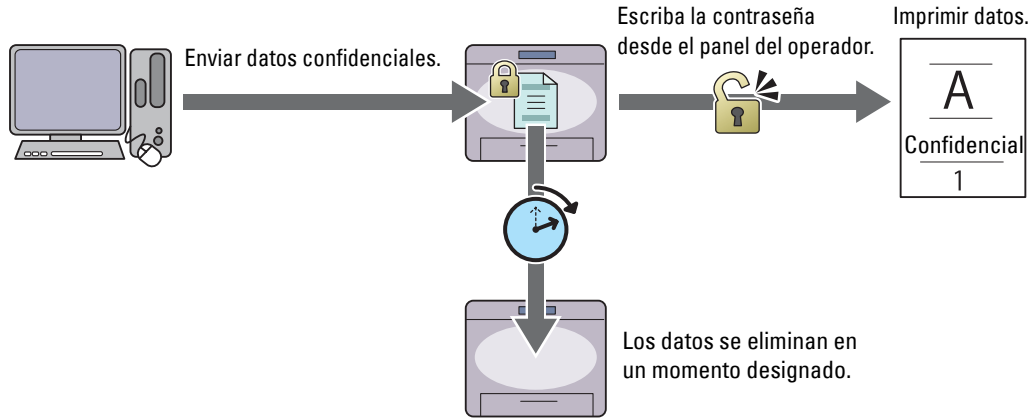 Enviar datos confidenciales.
Escriba la contraseña
desde el panel del operador.
Imprimir datos.
A
Confidencial
1
Los datos se eliminan en
un momento designado.